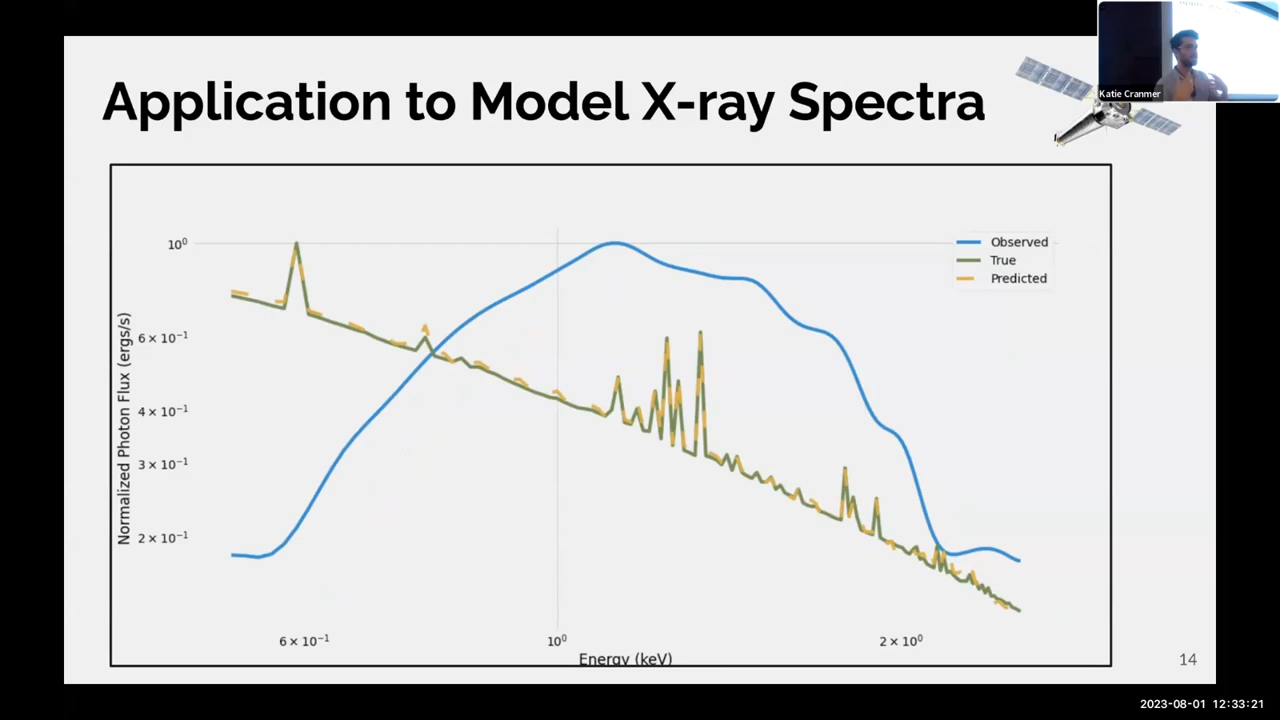 Application to Model X-ray Spectra
Katie Cranmer
10⁰
6 × 10⁻¹
4 × 10⁻¹
3 × 10⁻¹
2 × 10⁻¹
Normalized Photon Flux (ergs/s)
Observed
True
Predicted
6 × 10⁻¹
10⁰
2 × 10⁰
Energy (keV)
14
2023-08-01 12:33:21